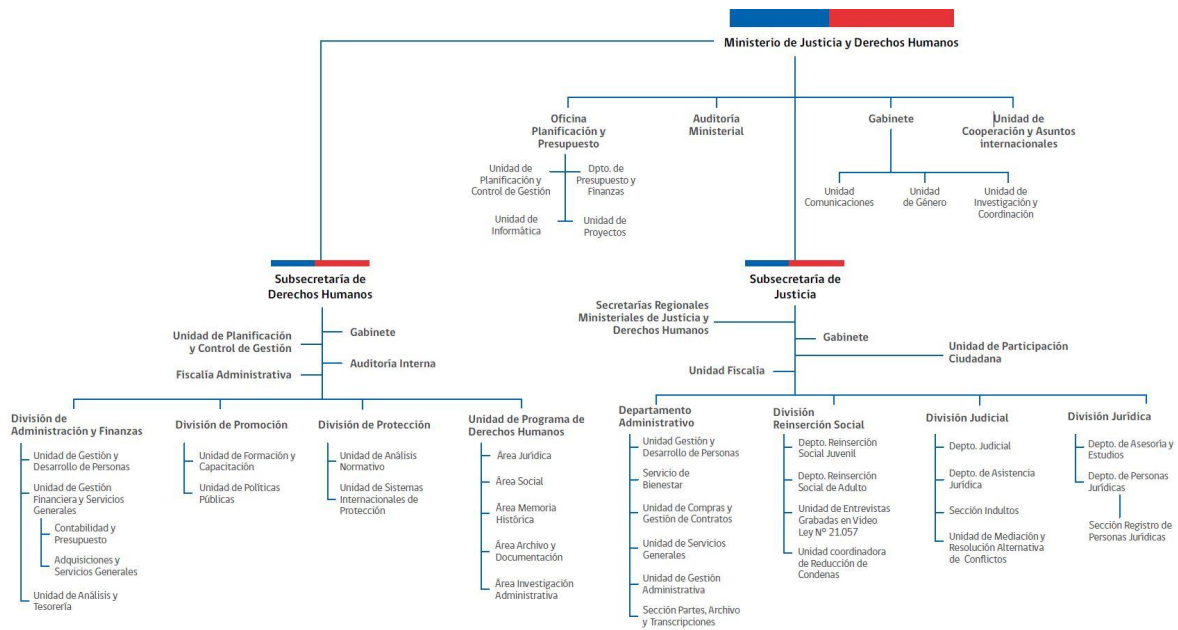 Ministerio de Justicia y Derechos Humanos
Oficina
Planificación y
Presupuesto
Auditoría
Ministerial
Gabinete
Unidad de
Cooperación y Asuntos
internacionales
Unidad de
Planificación y
Control de Gestión
Dpto. de
Presupuesto y
Finanzas
Unidad de
Informática
Unidad de
Proyectos
Unidad
Comunicaciones
Unidad
de Género
Unidad de
Investigación y
Coordinación
Subsecretaría de
Derechos Humanos
Unidad de Planificación
y Control de Gestión
Gabinete
Auditoría Interna
Fiscalía Administrativa
División de
Administración y Finanzas
Unidad de Gestión y
Desarrollo de Personas
Unidad de Gestión
Financiera y Servicios
Generales
Contabilidad y
Presupuesto
Adquisiciones y
Servicios Generales
Unidad de Análisis y
Tesorería
División de Promoción
Unidad de Formación y
Capacitación
Unidad de Políticas
Públicas
División de Protección
Unidad de Análisis
Normativo
Unidad de Sistemas
Internacionales de
Protección
Unidad de Programa de
Derechos Humanos
Área Jurídica
Área Social
Área Memoria
Histórica
Área Archivo y
Documentación
Área Investigación
Administrativa
Subsecretaría de
Justicia
Secretarías Regionales
Ministeriales de Justicia y
Derechos Humanos
Gabinete
Unidad de Participación
Ciudadana
Unidad Fiscalía
Departamento
Administrativo
Unidad Gestión y
Desarrollo de Personas
Servicio de
Bienestar
Unidad de Compras y
Gestión de Contratos
Unidad de Servicios
Generales
Unidad de Gestión
Administrativa
Sección Partes, Archivo
y Transcripciones
División
Reinserción Social
Depto. Reinserción
Social Juvenil
Depto. Reinserción
Social de Adulto
Unidad de Entrevistas
Grabadas en Video
Ley Nº 21.057
Unidad coordinadora
de Reducción de
Condenas
División Judicial
Depto. Judicial
Depto. de Asistencia
Jurídica
Sección Indultos
Unidad de Mediación y
Resolución Alternativa
de Conflictos
División Jurídica
Depto. de Asesoría y
Estudios
Depto. de Personas
Jurídicas
Sección Registro de
Personas Jurídicas